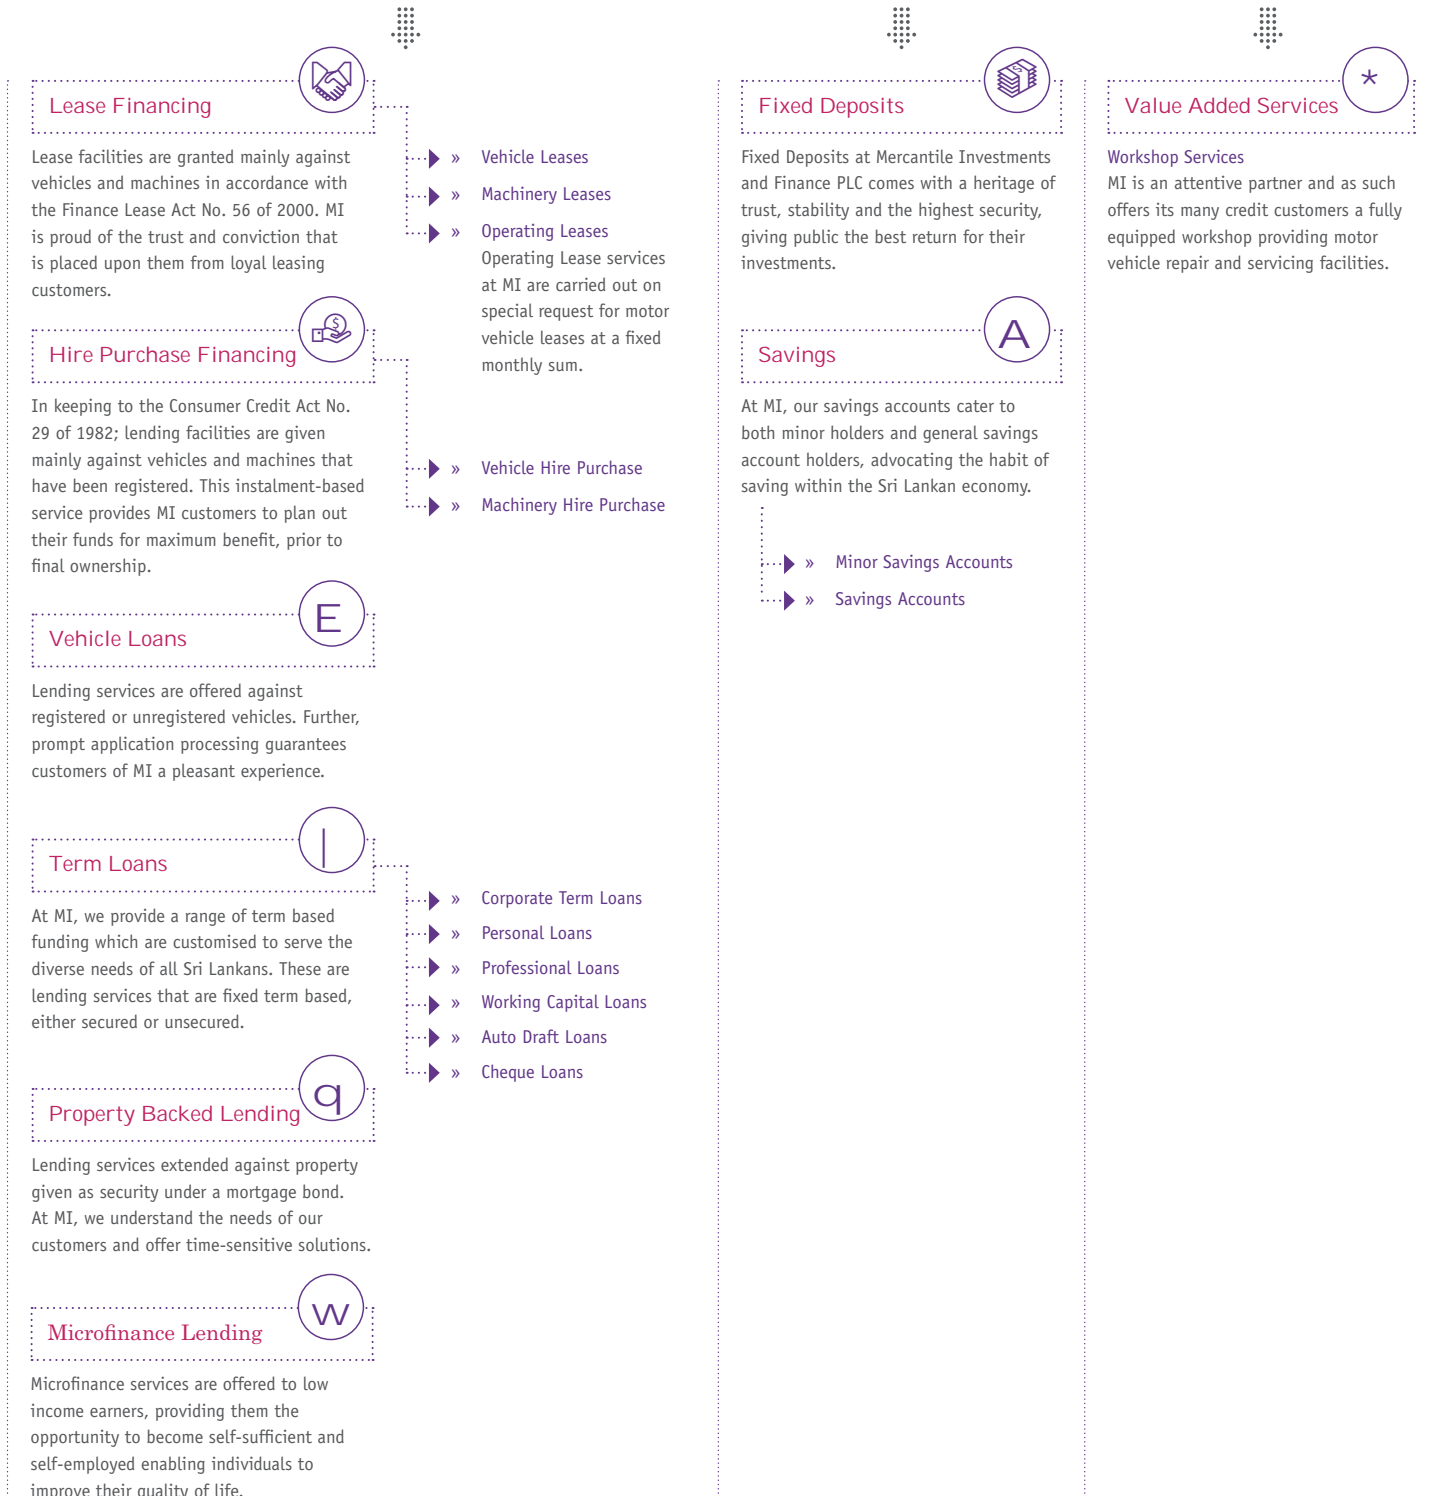 Lease Financing
Lease facilities are granted mainly against
vehicles and machines in accordance with
the Finance Lease Act No. 56 of 2000. MI
is proud of the trust and conviction that
is placed upon them from loyal leasing
customers.
» Vehicle Leases
» Machinery Leases
» Operating Leases
Operating Lease services
at MI are carried out on
special request for motor
vehicle leases at a fixed
monthly sum.
Hire Purchase Financing
In keeping to the Consumer Credit Act No.
29 of 1982; lending facilities are given
mainly against vehicles and machines that
have been registered. This instalment-based
service provides MI customers to plan out
their funds for maximum benefit, prior to
final ownership.
» Vehicle Hire Purchase
» Machinery Hire Purchase
E
Vehicle Loans
Lending services are offered against
registered or unregistered vehicles. Further,
prompt application processing guarantees
customers of MI a pleasant experience.
|
Term Loans
At MI, we provide a range of term based
funding which are customised to serve the
diverse needs of all Sri Lankans. These are
lending services that are fixed term based,
either secured or unsecured.
» Corporate Term Loans
» Personal Loans
» Professional Loans
» Working Capital Loans
» Auto Draft Loans
» Cheque Loans
q
Property Backed Lending
Lending services extended against property
given as security under a mortgage bond.
At MI, we understand the needs of our
customers and offer time-sensitive solutions.
w
Microfinance Lending
Microfinance services are offered to low
income earners, providing them the
opportunity to become self-sufficient and
self-employed enabling individuals to
improve their quality of life.
Fixed Deposits
Fixed Deposits at Mercantile Investments
and Finance PLC comes with a heritage of
trust, stability and the highest security,
giving public the best return for their
investments.
A
Savings
At MI, our savings accounts cater to
both minor holders and general savings
account holders, advocating the habit of
saving within the Sri Lankan economy.
» Minor Savings Accounts
» Savings Accounts
*
Value Added Services
Workshop Services
MI is an attentive partner and as such
offers its many credit customers a fully
equipped workshop providing motor
vehicle repair and servicing facilities.